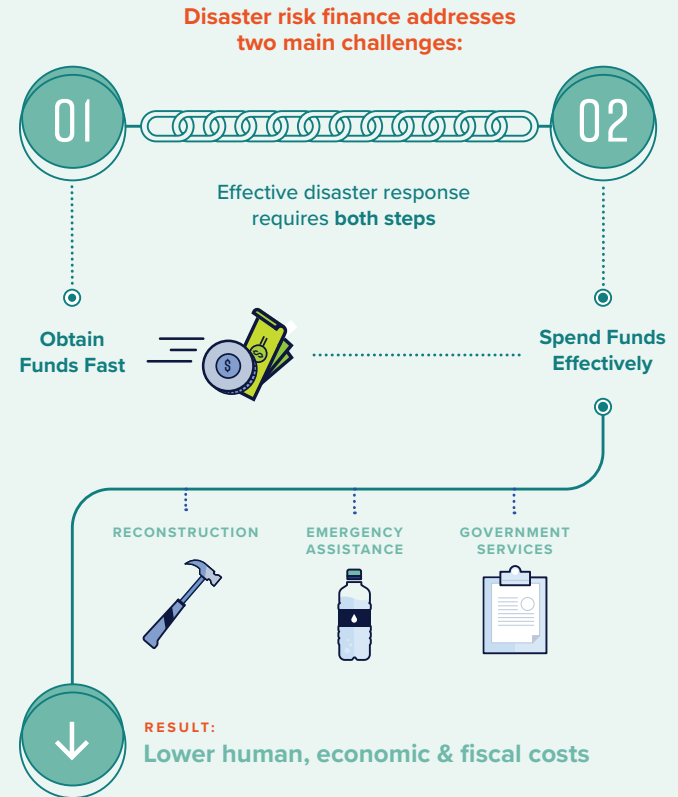 Disaster risk finance addresses
two main challenges:
01
02
Effective disaster response
requires both steps
Obtain
Funds Fast
$
$
Spend Funds
Effectively
RECONSTRUCTION
EMERGENCY
ASSISTANCE
GOVERNMENT
SERVICES
RESULT:
Lower human, economic & fiscal costs